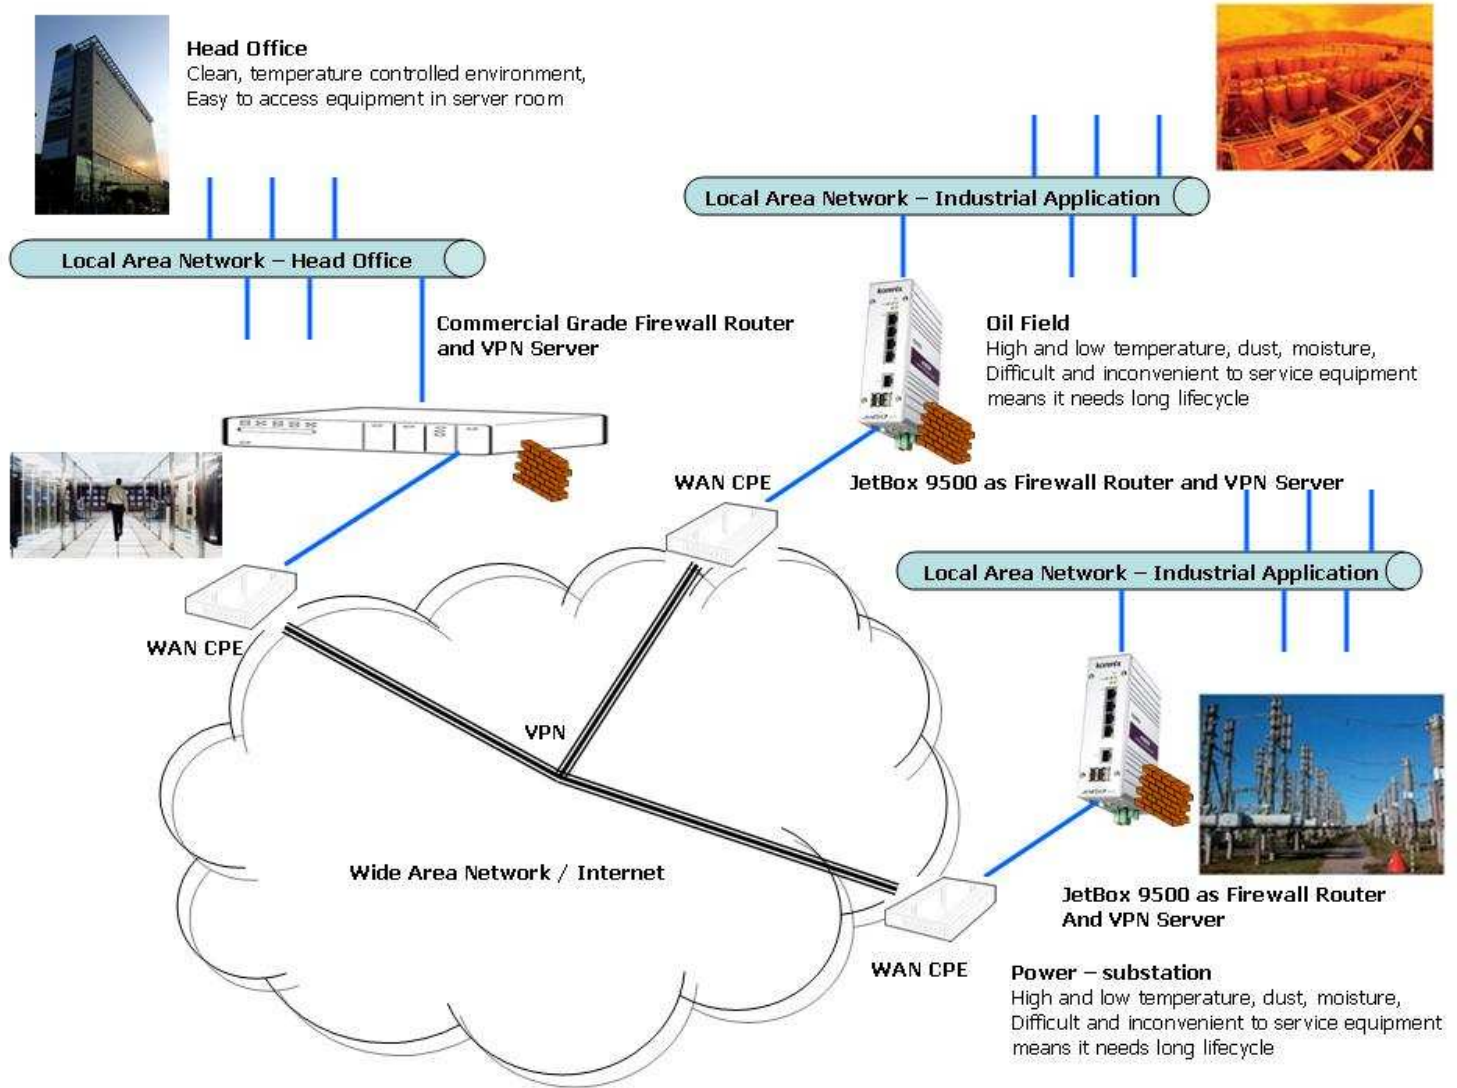 Head Office
Clean, temperature controlled environment,
Easy to access equipment in server room
Local Area Network – Industrial Application
Local Area Network – Head Office
Commercial Grade Firewall Router
and VPN Server
korenix
Oil Field
High and low temperature, dust, moisture,
Difficult and inconvenient to service equipment
means it needs long lifecycle
WAN CPE
JetBox 9500 as Firewall Router and VPN Server
Local Area Network – Industrial Application
WAN CPE
korenix
VPN
Wide Area Network / Internet
JetBox 9500 as Firewall Router
And VPN Server
WAN CPE
Power – substation
High and low temperature, dust, moisture,
Difficult and inconvenient to service equipment
means it needs long lifecycle